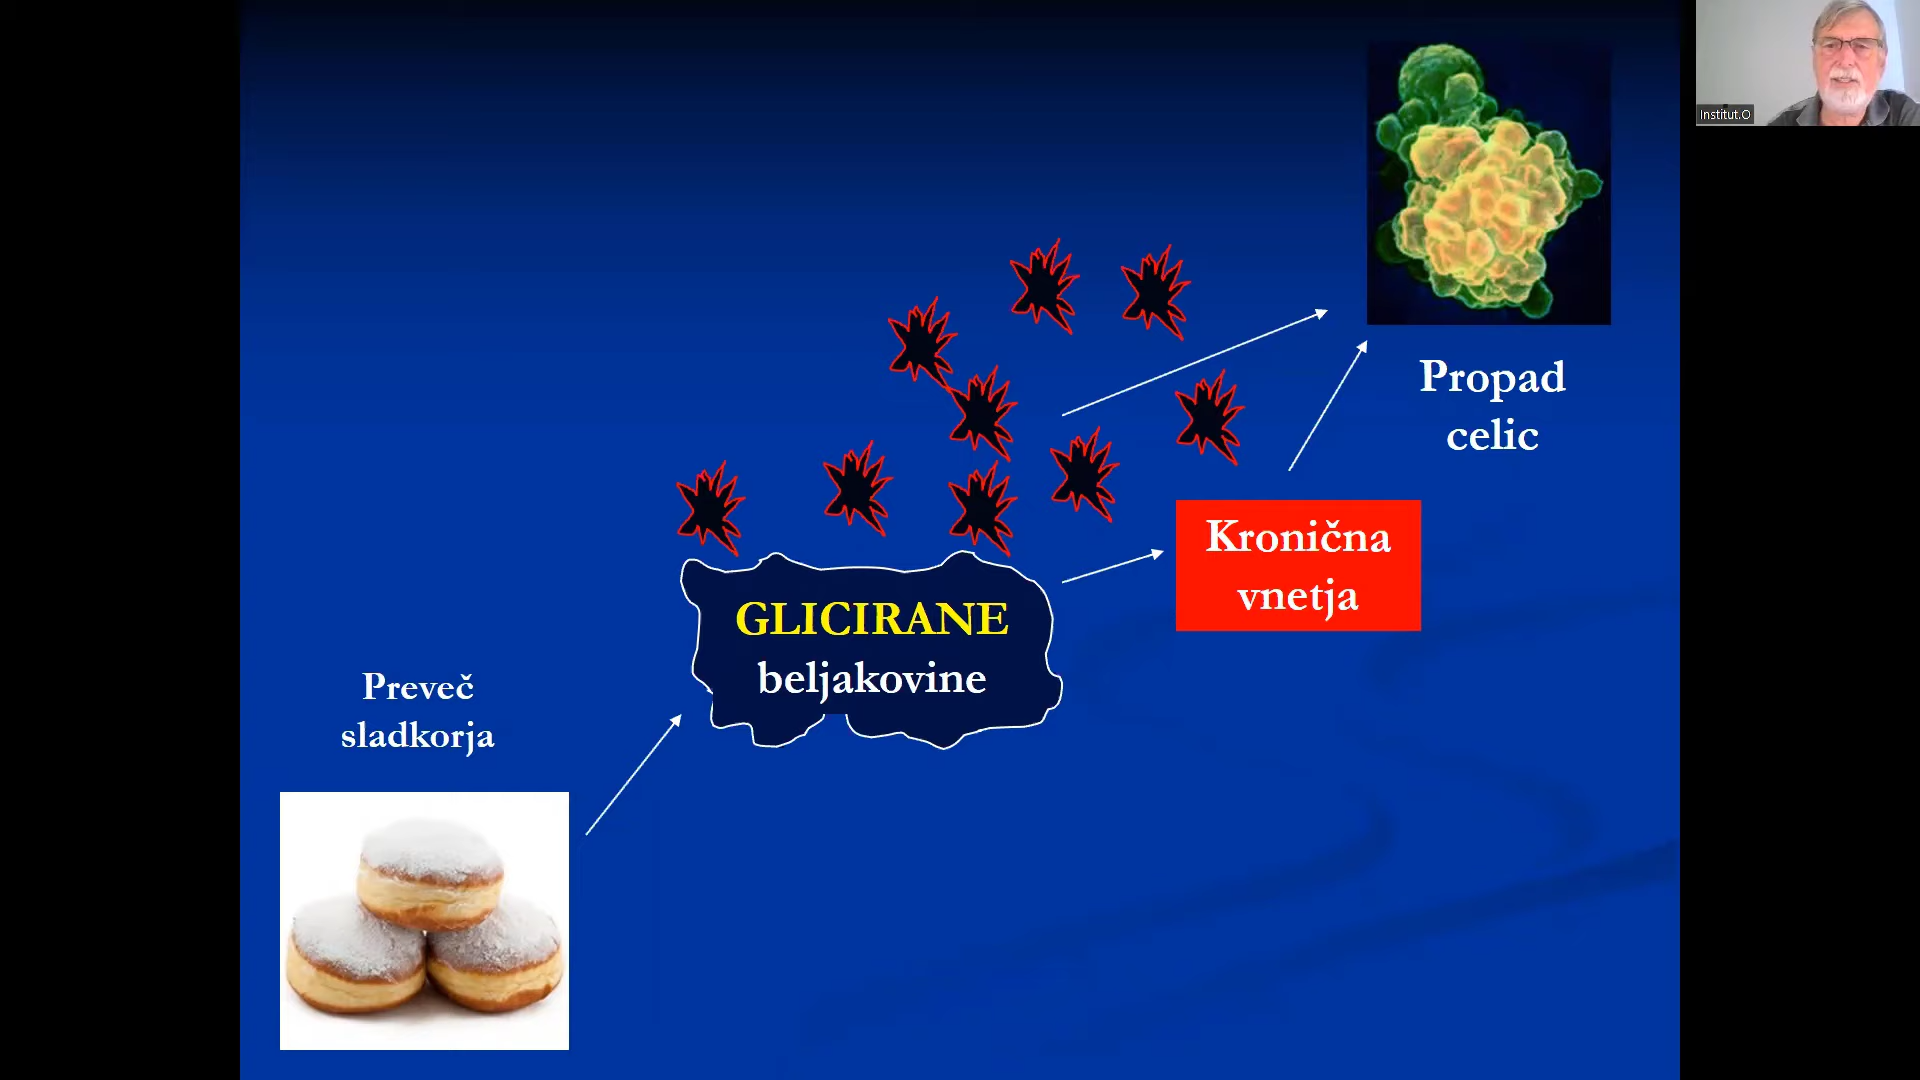 Institut.O
Propad
celic
Kronična
vnetja
GLICIRANE
beljakovine
Preveč
sladkorja